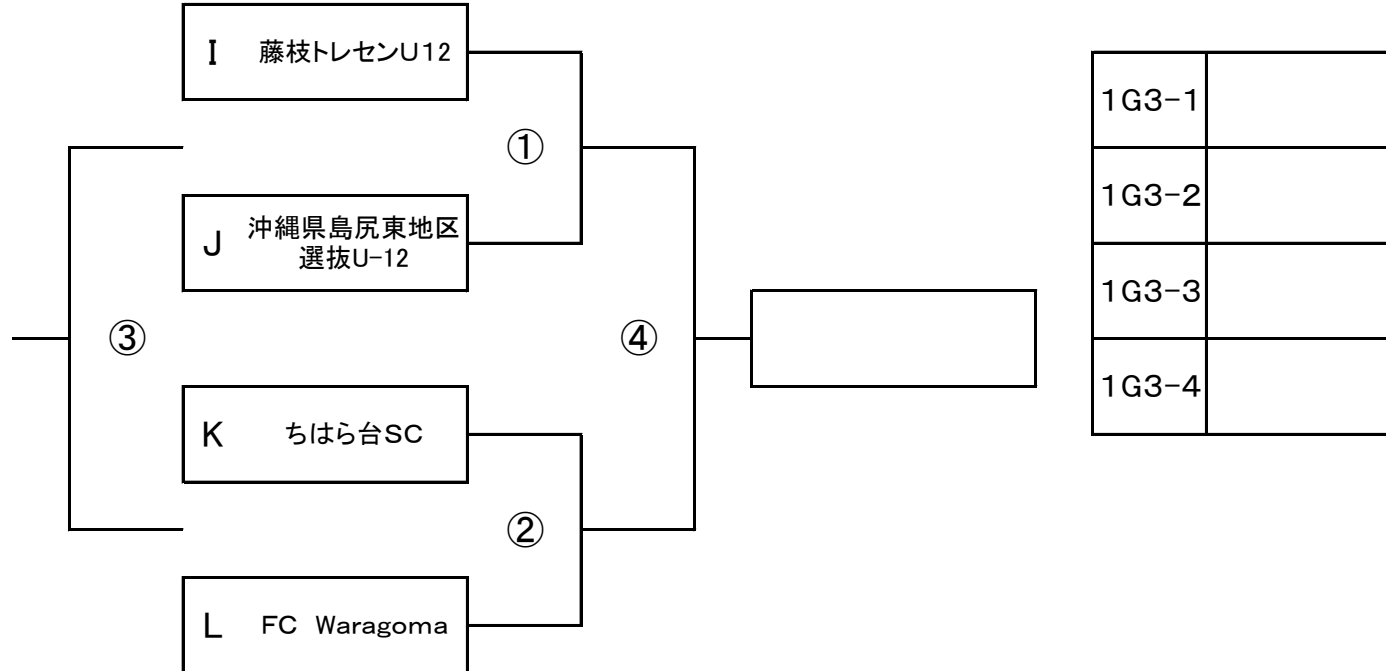 I 藤枝トレセンU12
①
J 沖縄県島尻東地区
選抜U-12
③
④
K ちはら台SC
②
L FC Waragoma
1G3-1
1G3-2
1G3-3
1G3-4